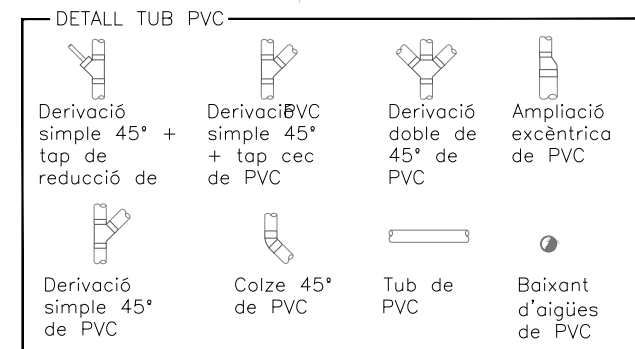 DETALL TUB PVC
Derivació
simple 45° +
tap de
reducció de
PVC
Derivació
simple 45°
+ tap cec
de PVC
Derivació
doble de
45° de
PVC
Ampliació
excèntrica
de PVC
Derivació
simple 45°
de PVC
Colze 45°
de PVC
Tub de
PVC
Baixant
d'aigües
de PVC